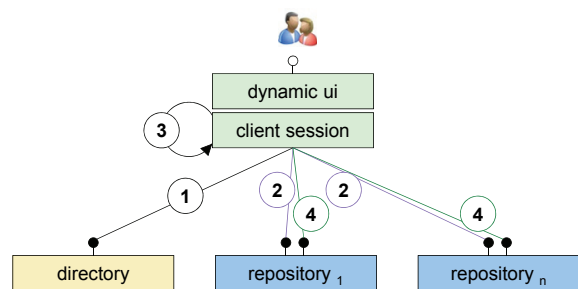 dynamic ui
client session
3
1
2
2
4
4
directory
repository 1
repository n